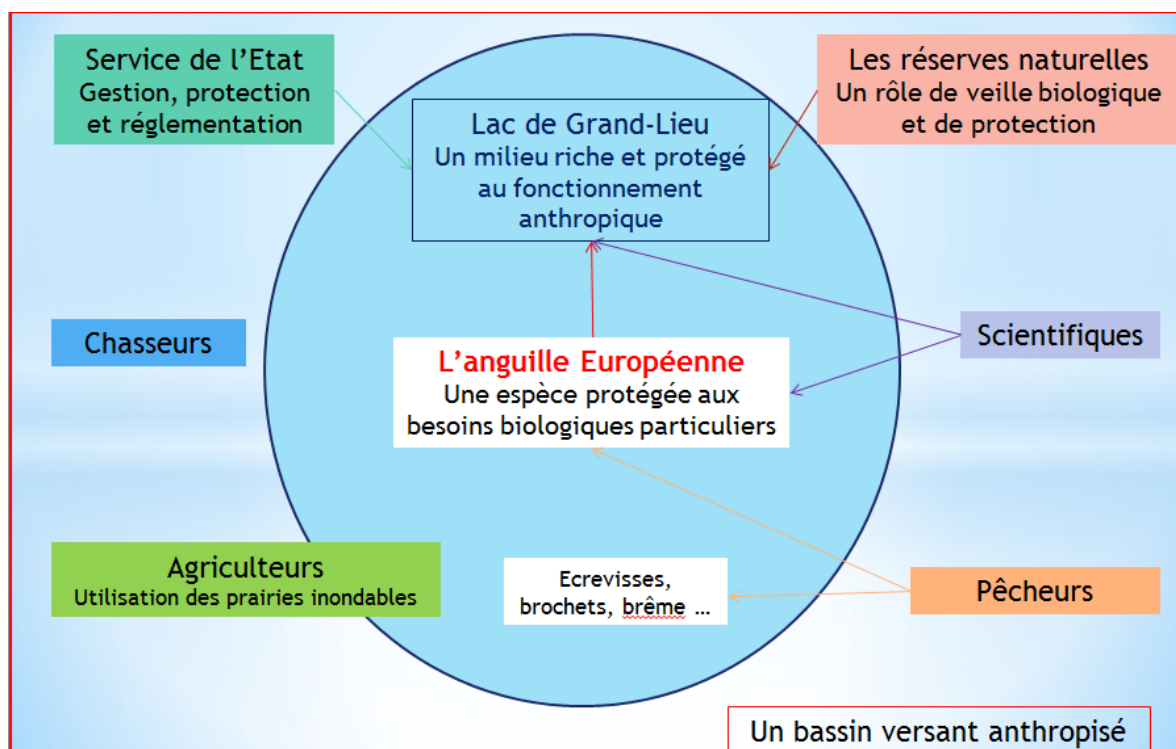 Service de l'Etat
Gestion, protection
et réglementation
Les réserves naturelles
Un rôle de veille biologique
et de protection
Lac de Grand-Lieu
Un milieu riche et protégé
au fonctionnement
anthropique
Chasseurs
Scientifiques
L'anguille Européenne
Une espèce protégée aux
besoins biologiques particuliers
Agriculteurs
Utilisation des prairies inondables
Ecrevisses,
brochets, brême ...
Pêcheurs
Un bassin versant anthropisé